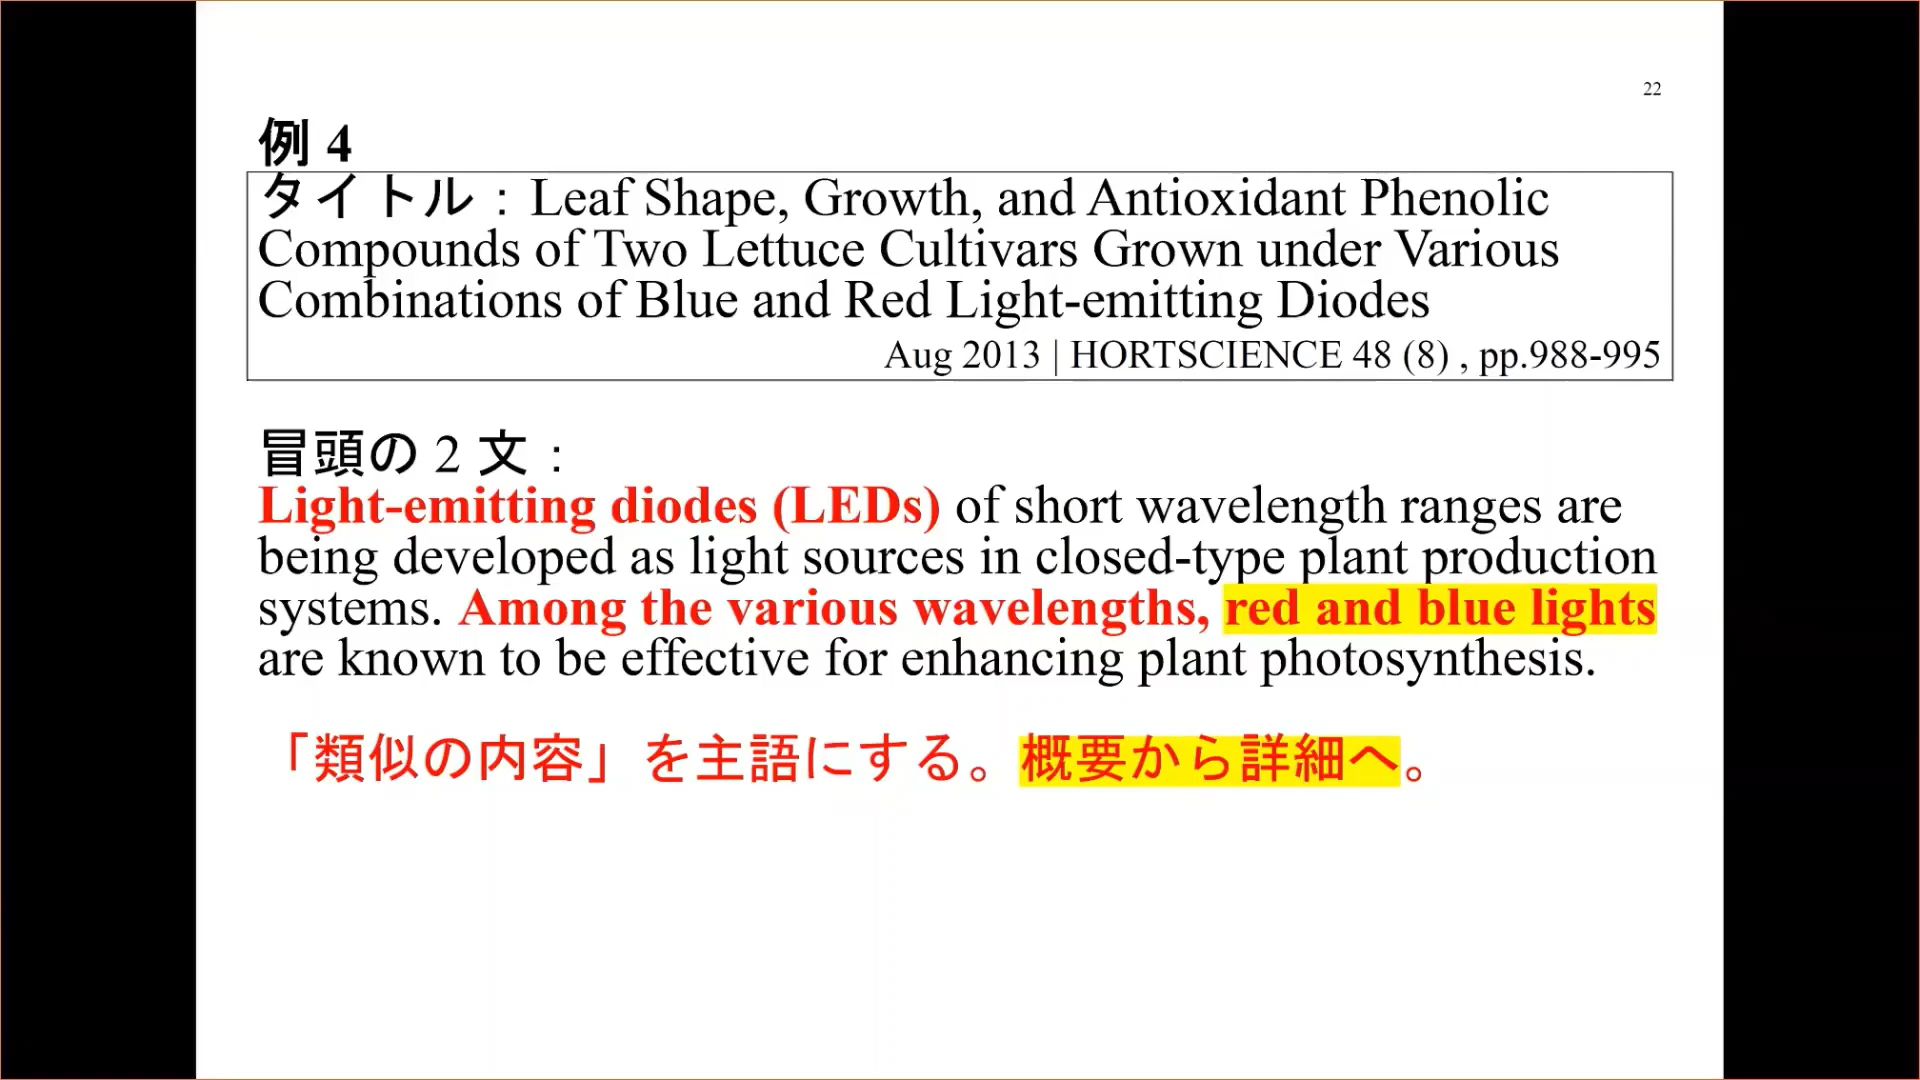 22
例 4
タイトル：Leaf Shape, Growth, and Antioxidant Phenolic
Compounds of Two Lettuce Cultivars Grown under Various
Combinations of Blue and Red Light-emitting Diodes
Aug 2013 | HORTSCIENCE 48 (8) , pp.988-995
冒頭の 2 文：
Light-emitting diodes (LEDs) of short wavelength ranges are
being developed as light sources in closed-type plant production
systems. Among the various wavelengths, red and blue lights
are known to be effective for enhancing plant photosynthesis.
「類似の内容」を主語にする。概要から詳細へ。